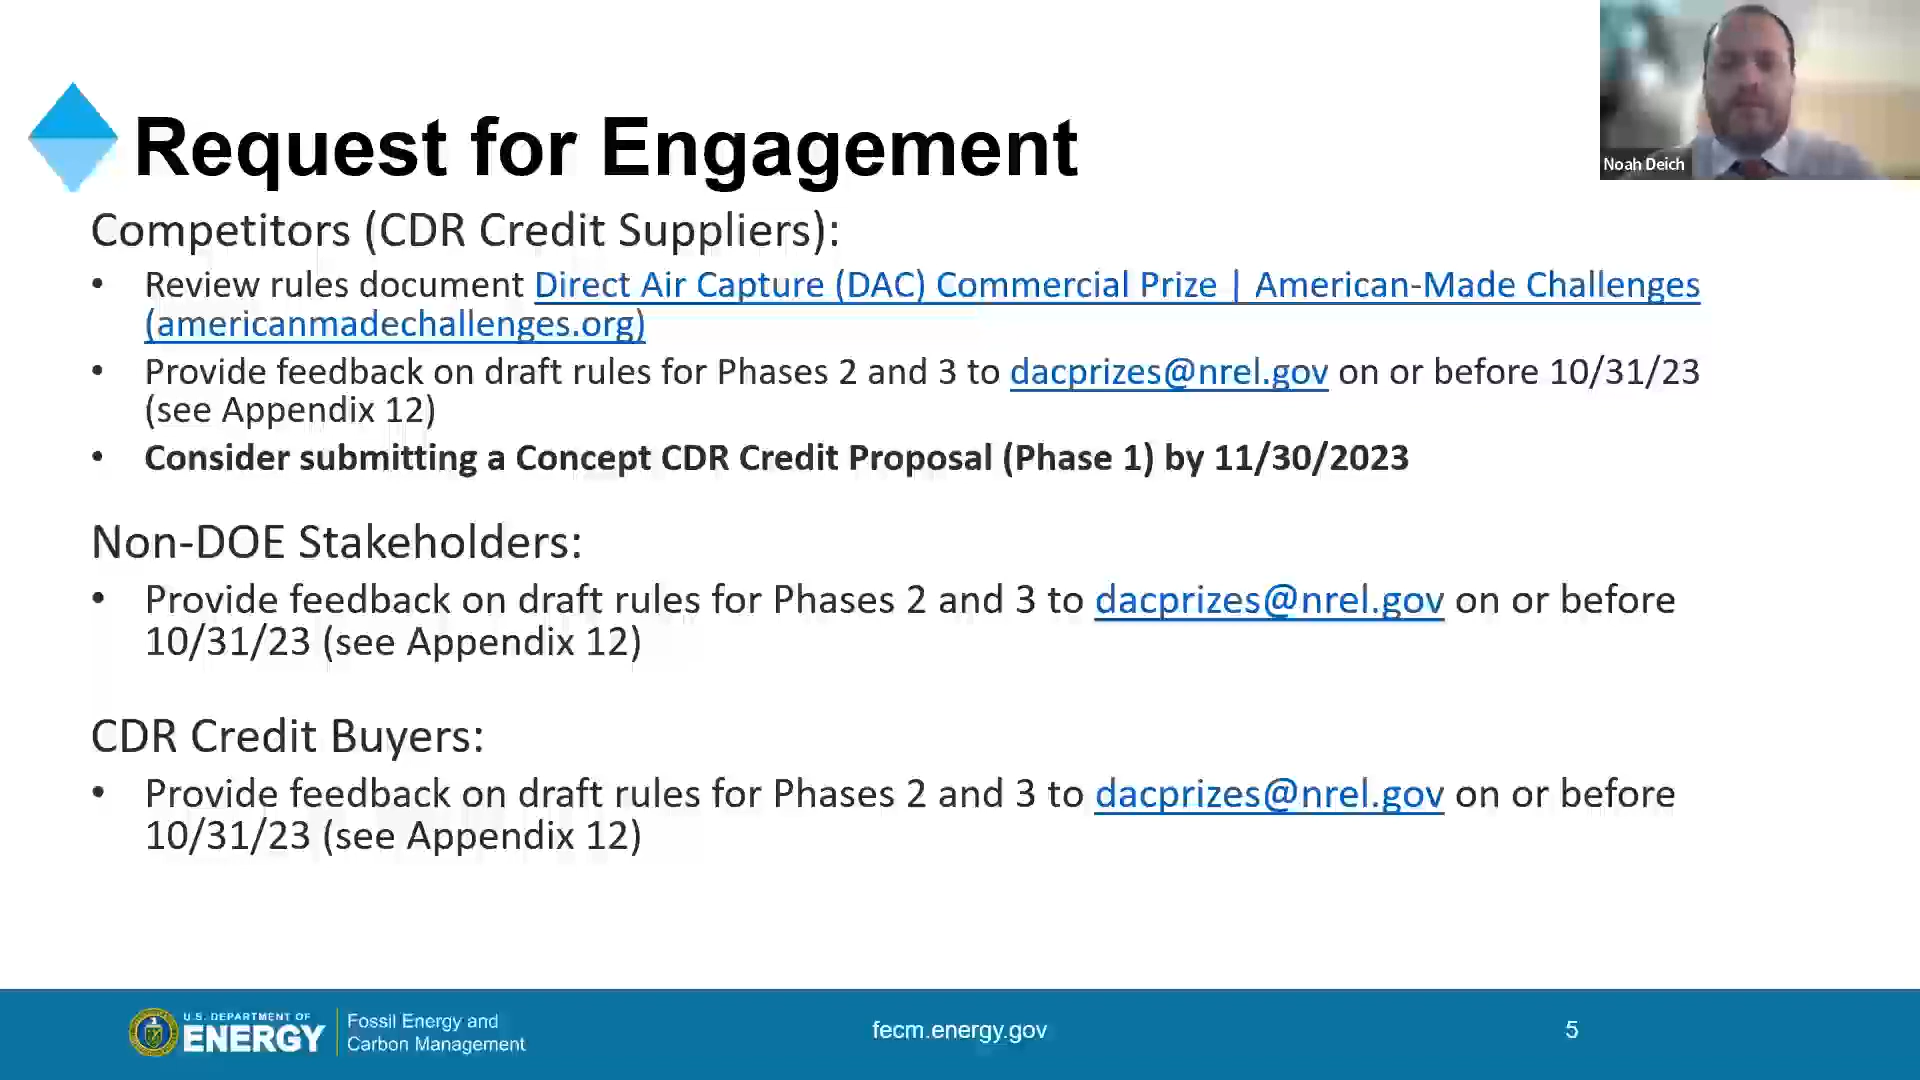 Noah Deich
Request for Engagement
Competitors (CDR Credit Suppliers):
• Review rules document Direct Air Capture (DAC) Commercial Prize | American-Made Challenges
(americanmadechallenges.org)
• Provide feedback on draft rules for Phases 2 and 3 to dacprizes@nrel.gov on or before 10/31/23
(see Appendix 12)
• Consider submitting a Concept CDR Credit Proposal (Phase 1) by 11/30/2023
Non-DOE Stakeholders:
• Provide feedback on draft rules for Phases 2 and 3 to dacprizes@nrel.gov on or before
10/31/23 (see Appendix 12)
CDR Credit Buyers:
• Provide feedback on draft rules for Phases 2 and 3 to dacprizes@nrel.gov on or before
10/31/23 (see Appendix 12)
U.S. DEPARTMENT OF
ENERGY
Fossil Energy and
Carbon Management
fecm.energy.gov
5